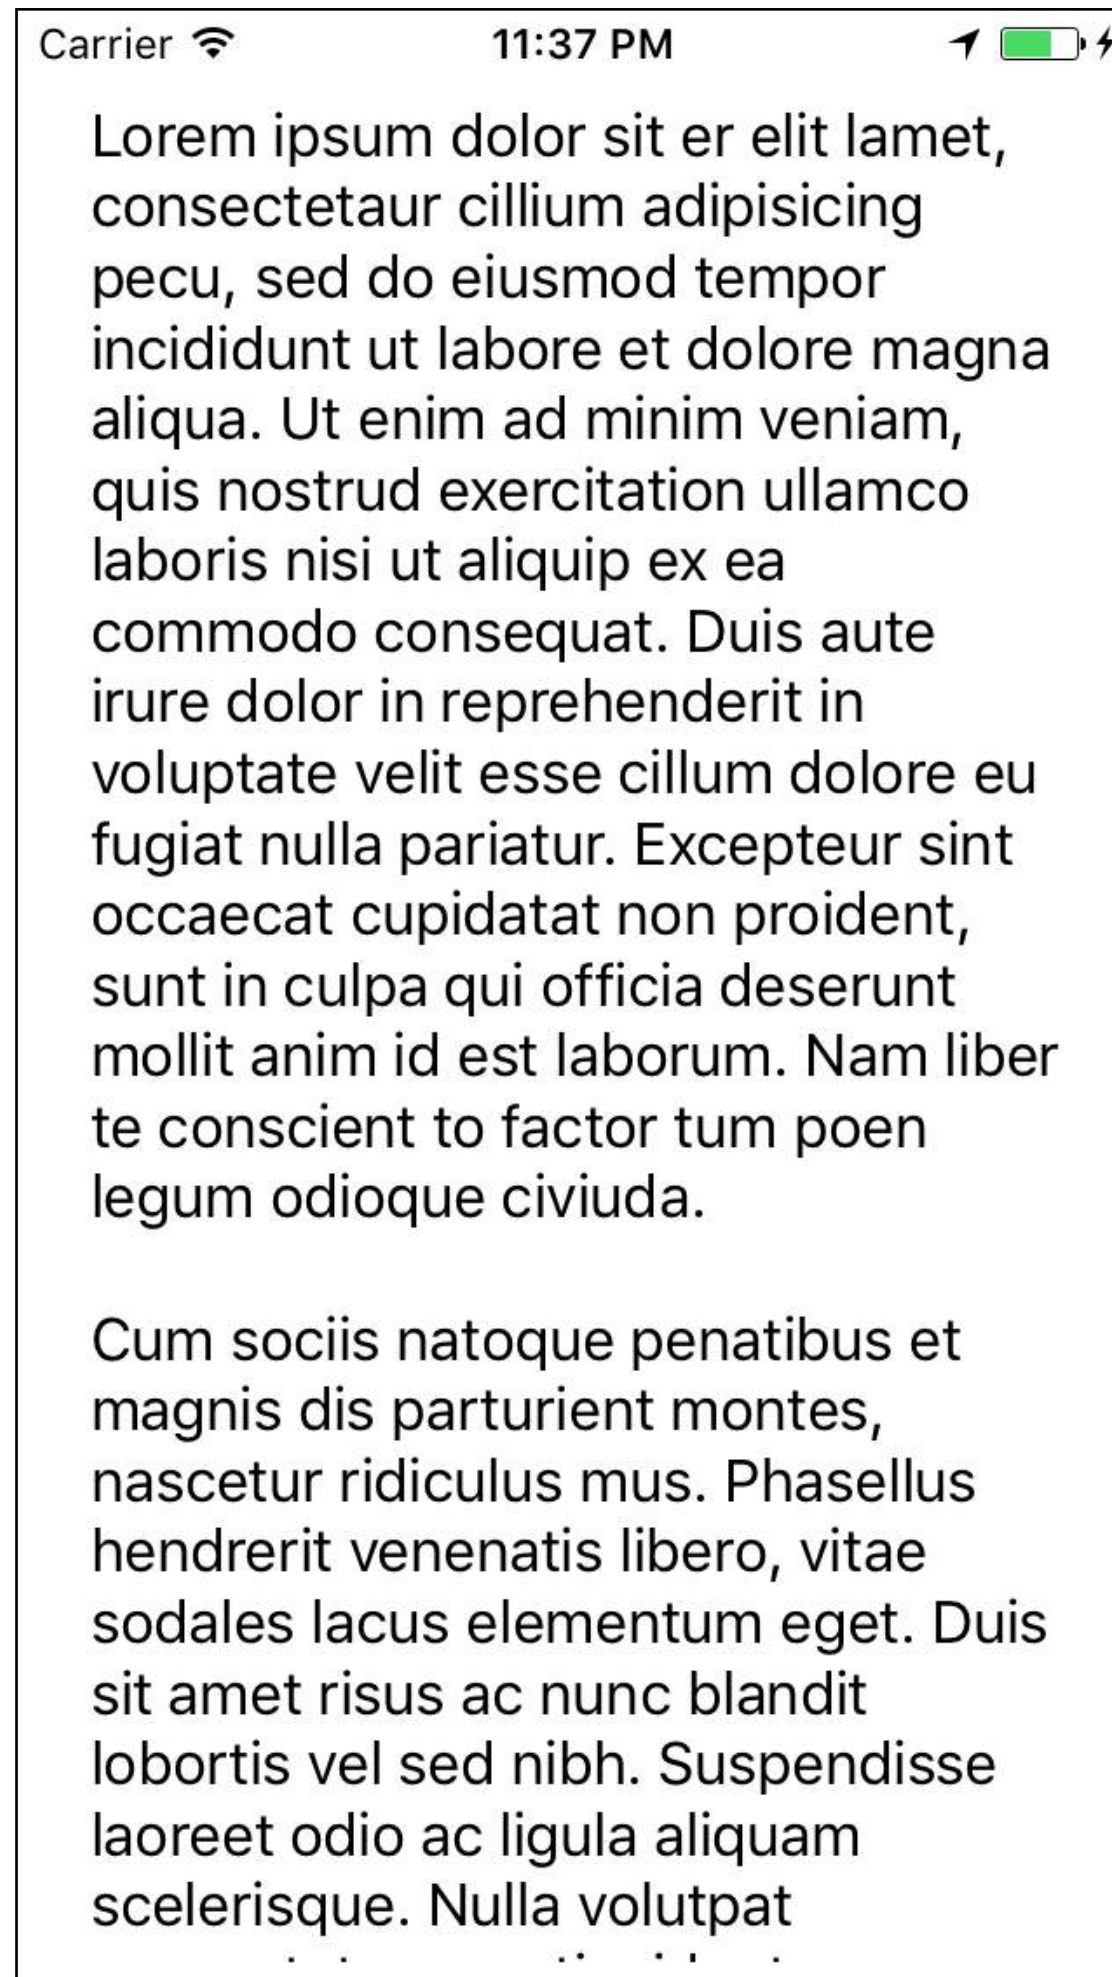 Carrier 11:37 PM
Lorem ipsum dolor sit er elit lamet,
consectetaur cillium adipisicing
pecu, sed do eiusmod tempor
incididunt ut labore et dolore magna
aliqua. Ut enim ad minim veniam,
quis nostrud exercitation ullamco
laboris nisi ut aliquip ex ea
commodo consequat. Duis aute
irure dolor in reprehenderit in
voluptate velit esse cillum dolore eu
fugiat nulla pariatur. Excepteur sint
occaecat cupidatat non proident,
sunt in culpa qui officia deserunt
mollit anim id est laborum. Nam liber
te conscient to factor tum poen
legum odioque civiuda.

Cum sociis natoque penatibus et
magnis dis parturient montes,
nascetur ridiculus mus. Phasellus
hendrerit venenatis libero, vitae
sodales lacus elementum eget. Duis
sit amet risus ac nunc blandit
lobortis vel sed nibh. Suspendisse
laoreet odio ac ligula aliquam
scelerisque. Nulla volutpat